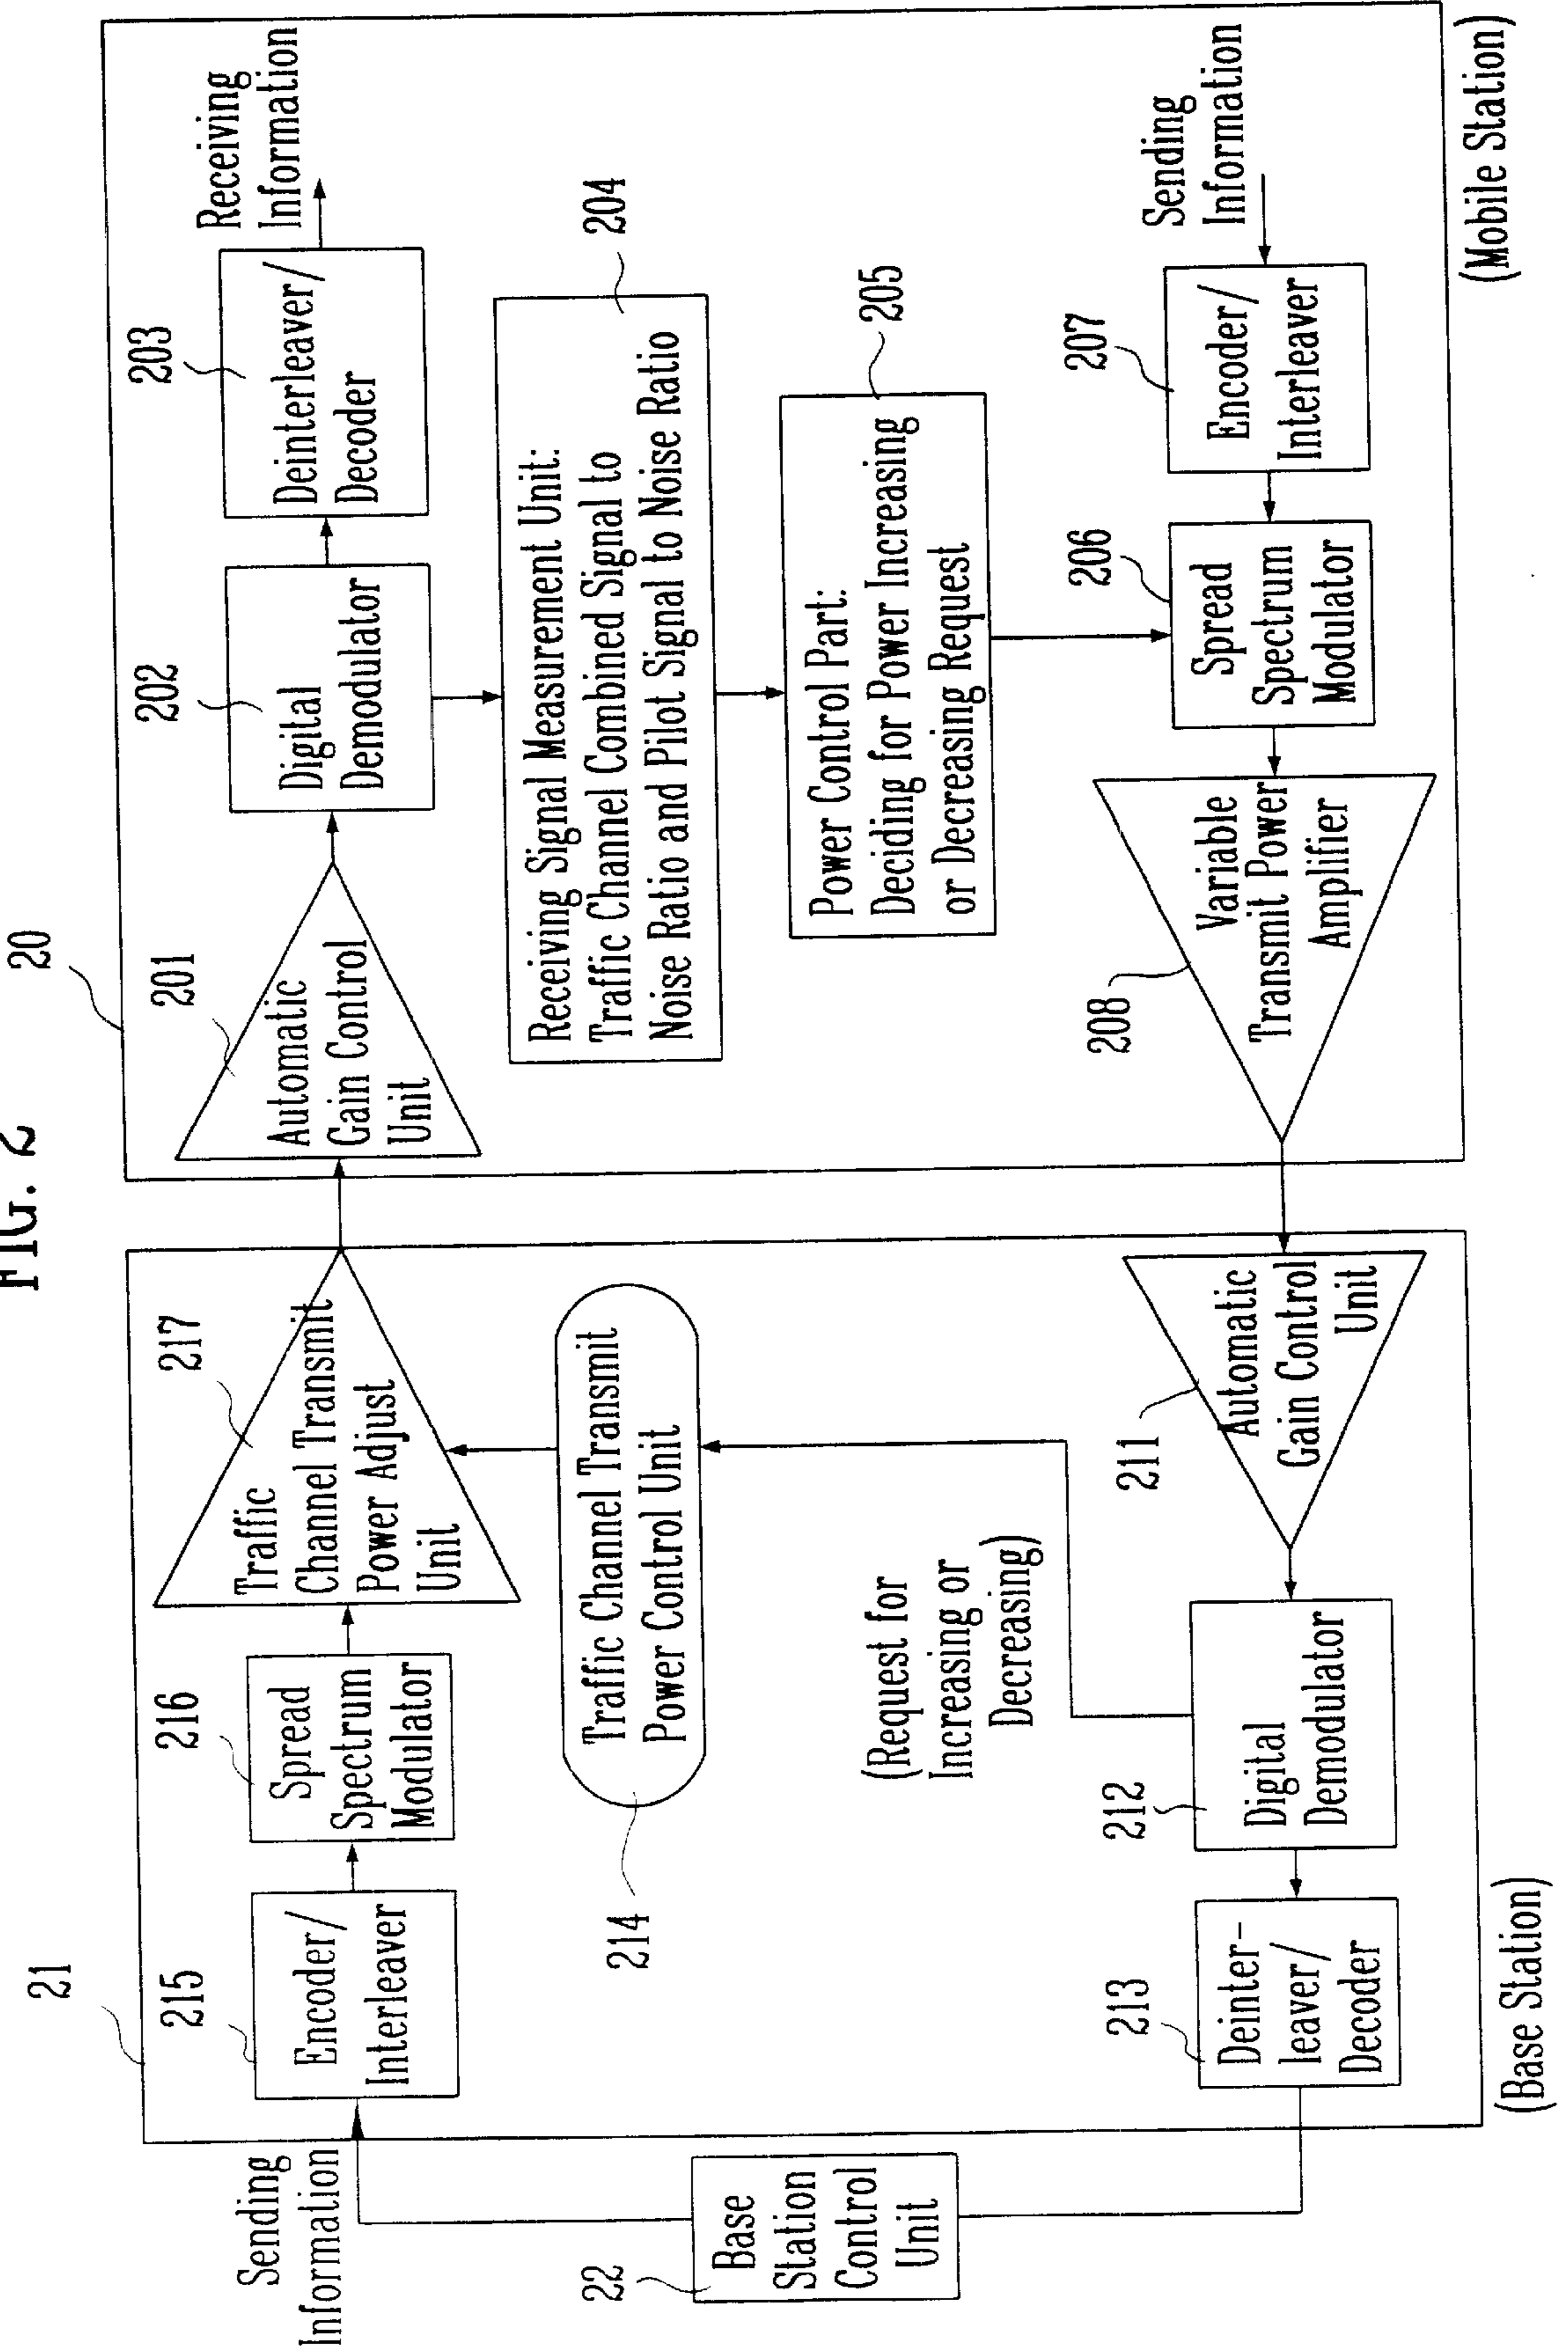 FIG. 2
20
201
Automatic
Gain Control
Unit
202
Digital
Demodulator
203
Deinterleaver/
Decoder
Receiving
Information
204
Receiving Signal Measurement Unit:
Traffic Channel Combined Signal to
Noise Ratio and Pilot Signal to Noise Ratio
205
Power Control Part:
Deciding for Power Increasing
or Decreasing Request
208
Variable
Transmit Power
Amplifier
206
Spread
Spectrum
Modulator
207
Encoder/
Interleaver
Sending
Information
(Mobile Station)
21
Sending
Information
215
Encoder/
Interleaver
216
Spread
Spectrum
Modulator
217
Traffic
Channel Transmit
Power Adjust
Unit
214
Traffic Channel Transmit
Power Control Unit
(Request for
Increasing or
Decreasing)
22
Base
Station
Control
Unit
213
Deinter-
leaver/
Decoder
212
Digital
Demodulator
211
Automatic
Gain Control
Unit
(Base Station)